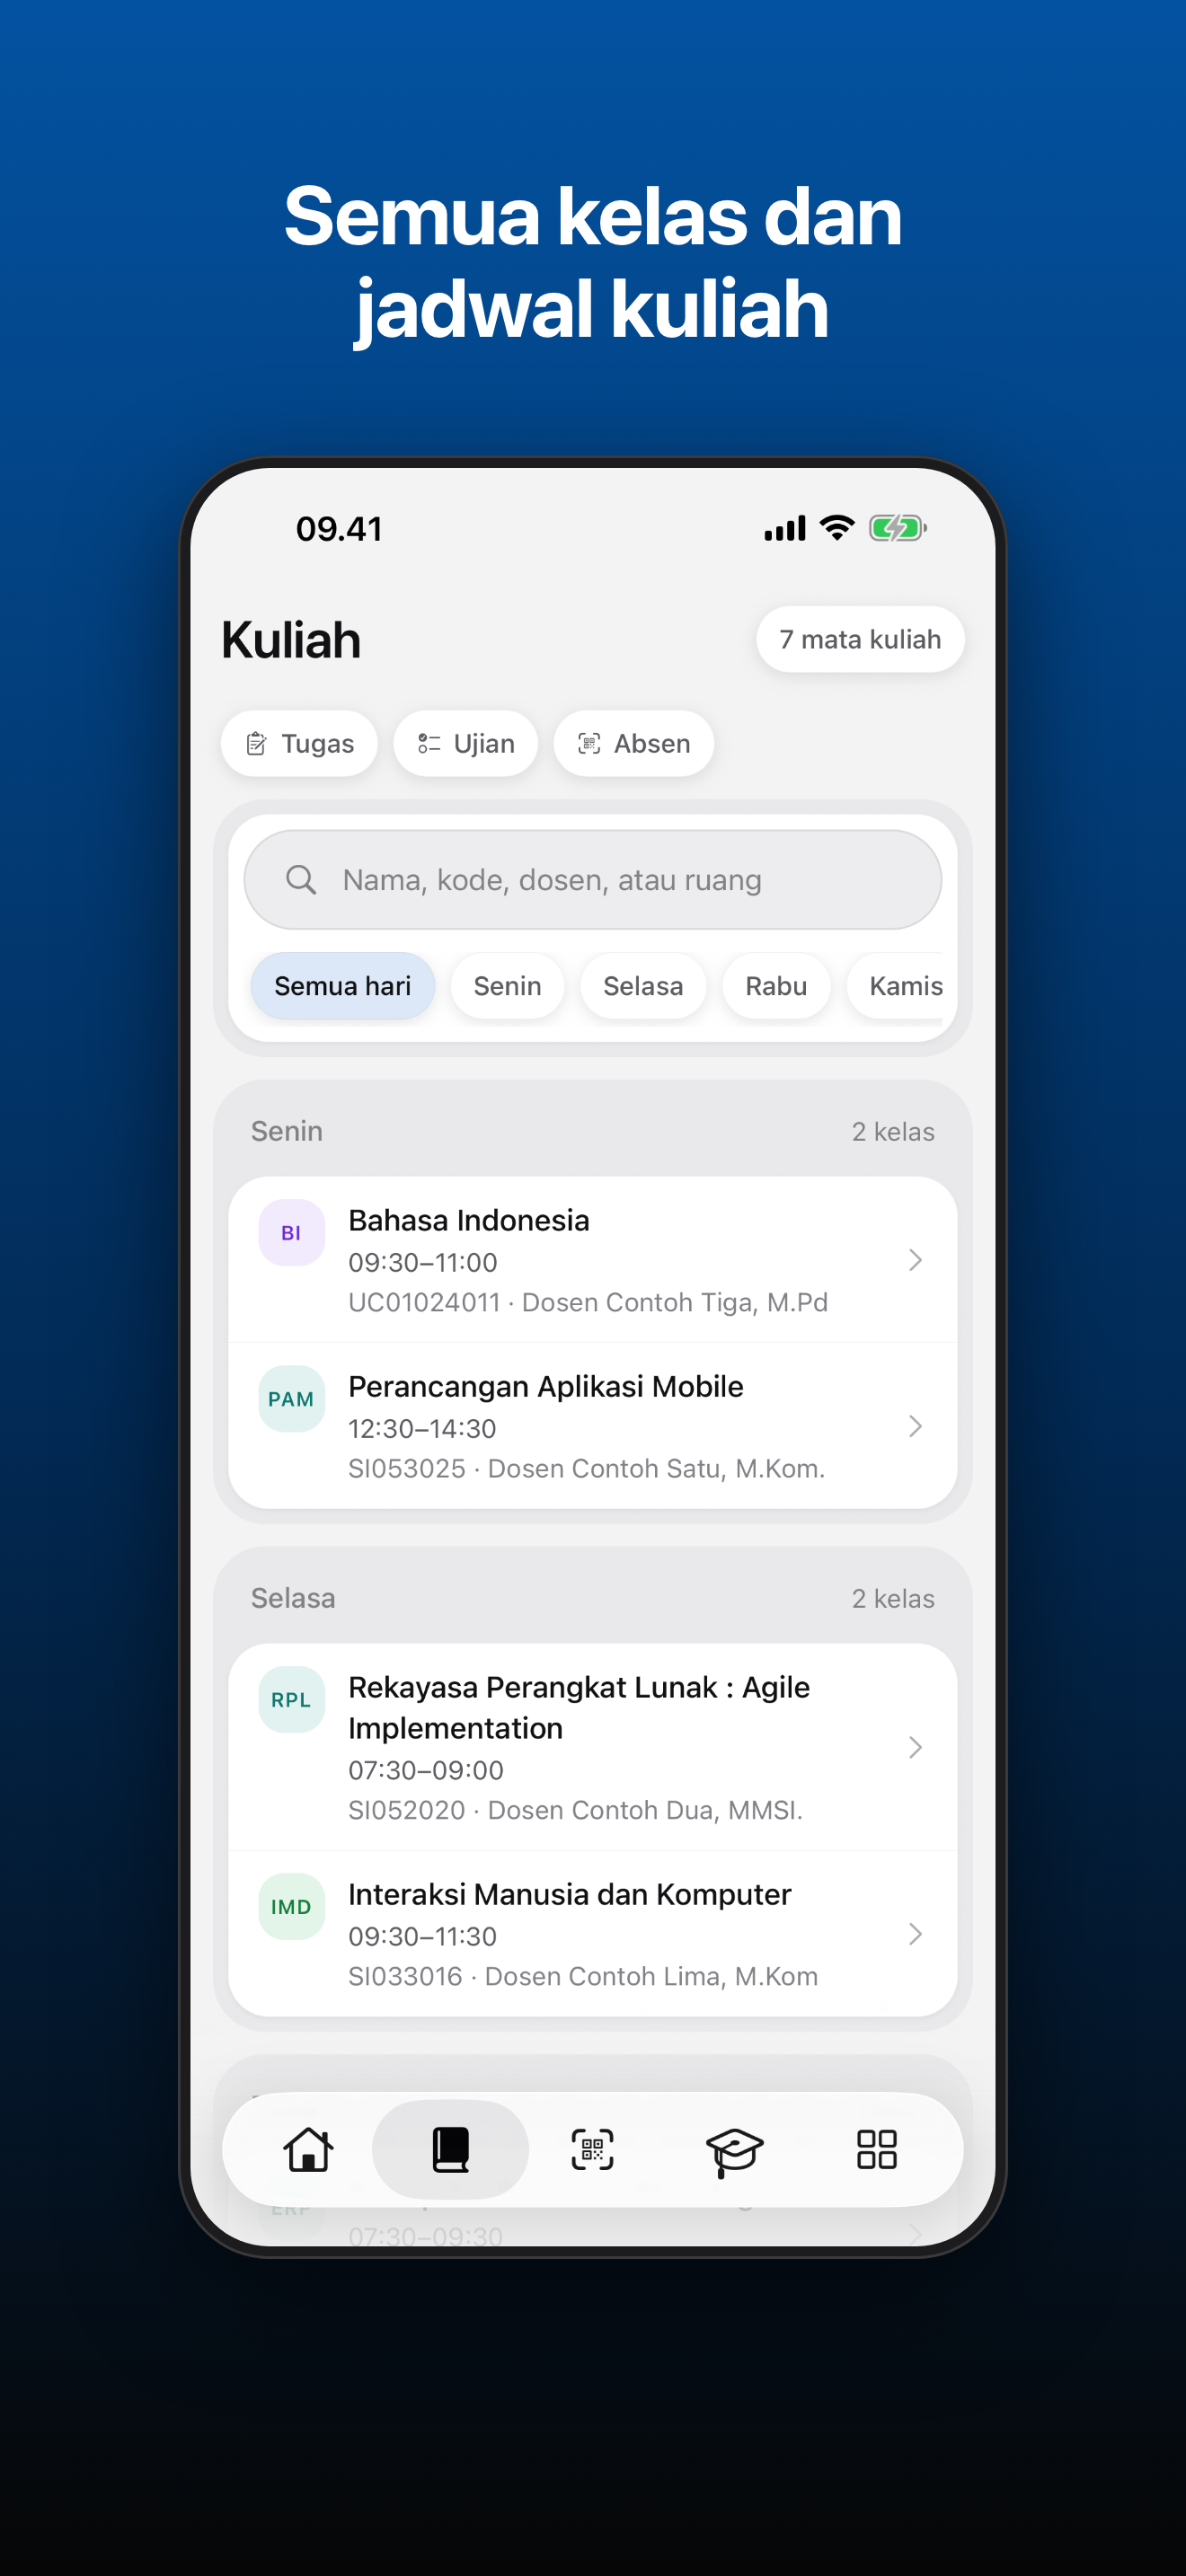 Semua kelas dan
jadwal kuliah
09.41
Kuliah
7 mata kuliah
Tugas
Ujian
Absen
Nama, kode, dosen, atau ruang
Semua hari
Senin
Selasa
Rabu
Kamis
Senin
2 kelas
BI
Bahasa Indonesia
09:30–11:00
UC01024011 · Dosen Contoh Tiga, M.Pd
PAM
Perancangan Aplikasi Mobile
12:30–14:30
SI053025 · Dosen Contoh Satu, M.Kom.
Selasa
2 kelas
RPL
Rekayasa Perangkat Lunak : Agile
Implementation
07:30–09:00
SI052020 · Dosen Contoh Dua, MMSI.
IMD
Interaksi Manusia dan Komputer
09:30–11:30
SI033016 · Dosen Contoh Lima, M.Kom
ERP
07:30–09:30